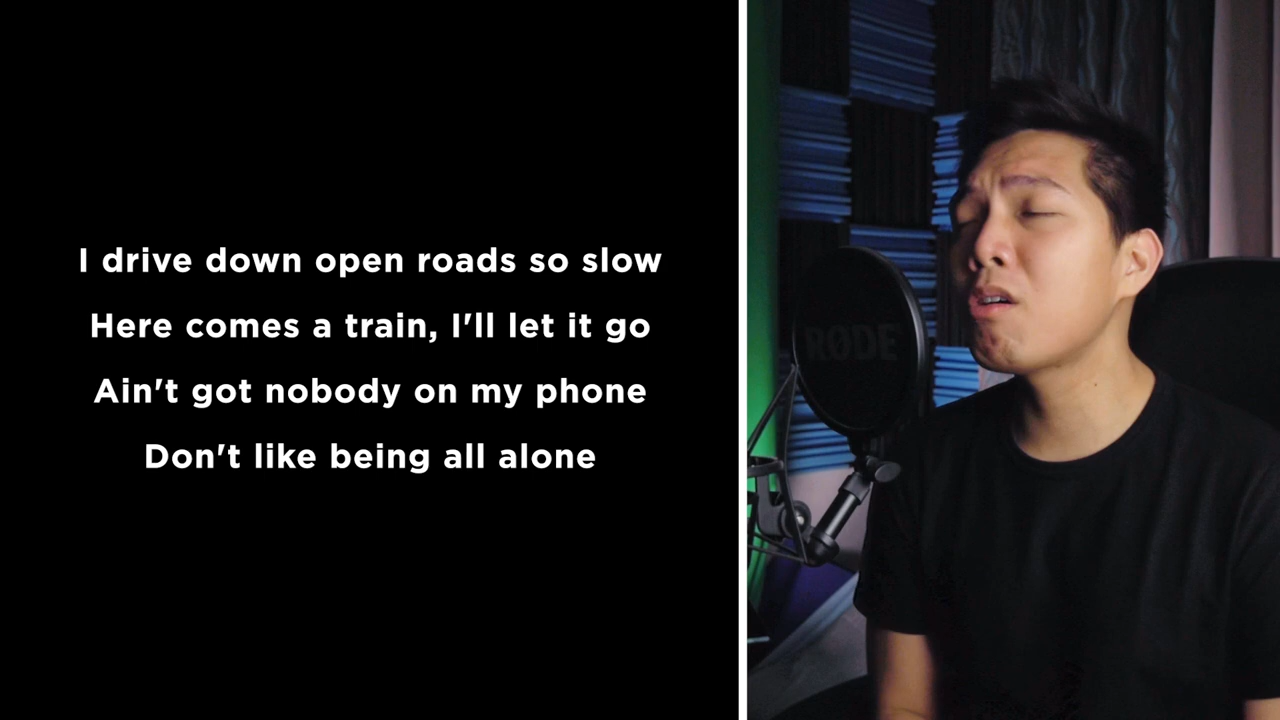 I drive down open roads so slow
Here comes a train, I'll let it go
Ain't got nobody on my phone
Don't like being all alone
RØDE